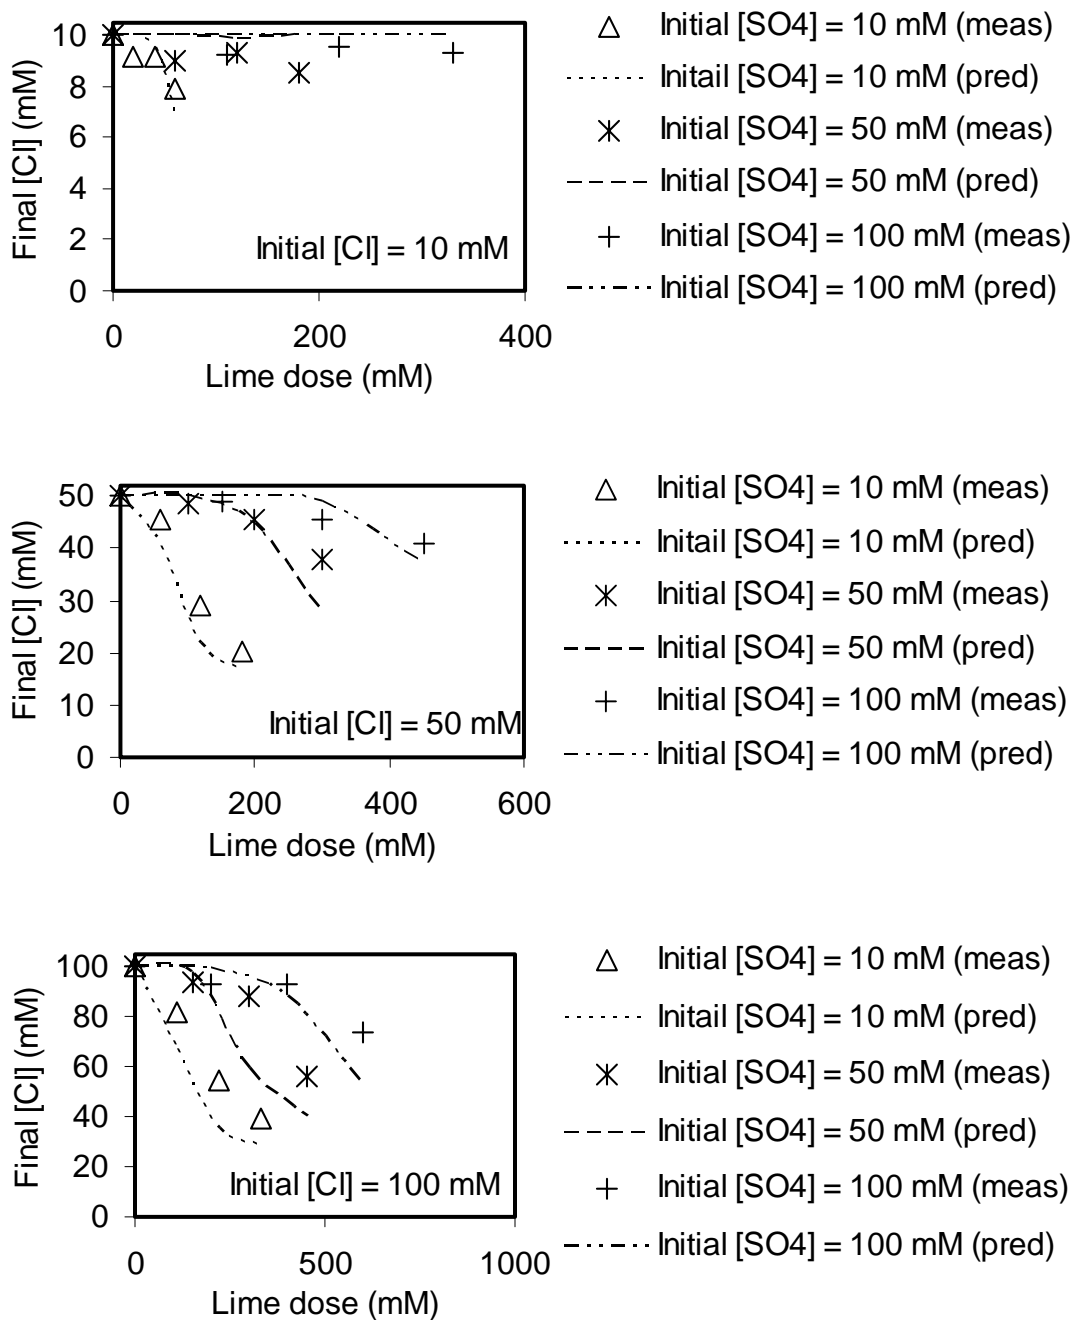 Final [Cl] (mM)
10
8
6
4
2
0
Initial [Cl] = 10 mM
0 200 400
Lime dose (mM)
Initial [SO4] = 10 mM (meas)
Initail [SO4] = 10 mM (pred)
Initial [SO4] = 50 mM (meas)
Initial [SO4] = 50 mM (pred)
Initial [SO4] = 100 mM (meas)
Initial [SO4] = 100 mM (pred)
Final [Cl] (mM)
50
40
30
20
10
0
Initial [Cl] = 50 mM
0 200 400 600
Lime dose (mM)
Initial [SO4] = 10 mM (meas)
Initail [SO4] = 10 mM (pred)
Initial [SO4] = 50 mM (meas)
Initial [SO4] = 50 mM (pred)
Initial [SO4] = 100 mM (meas)
Initial [SO4] = 100 mM (pred)
Final [Cl] (mM)
100
80
60
40
20
0
Initial [Cl] = 100 mM
0 500 1000
Lime dose (mM)
Initial [SO4] = 10 mM (meas)
Initail [SO4] = 10 mM (pred)
Initial [SO4] = 50 mM (meas)
Initial [SO4] = 50 mM (pred)
Initial [SO4] = 100 mM (meas)
Initial [SO4] = 100 mM (pred)